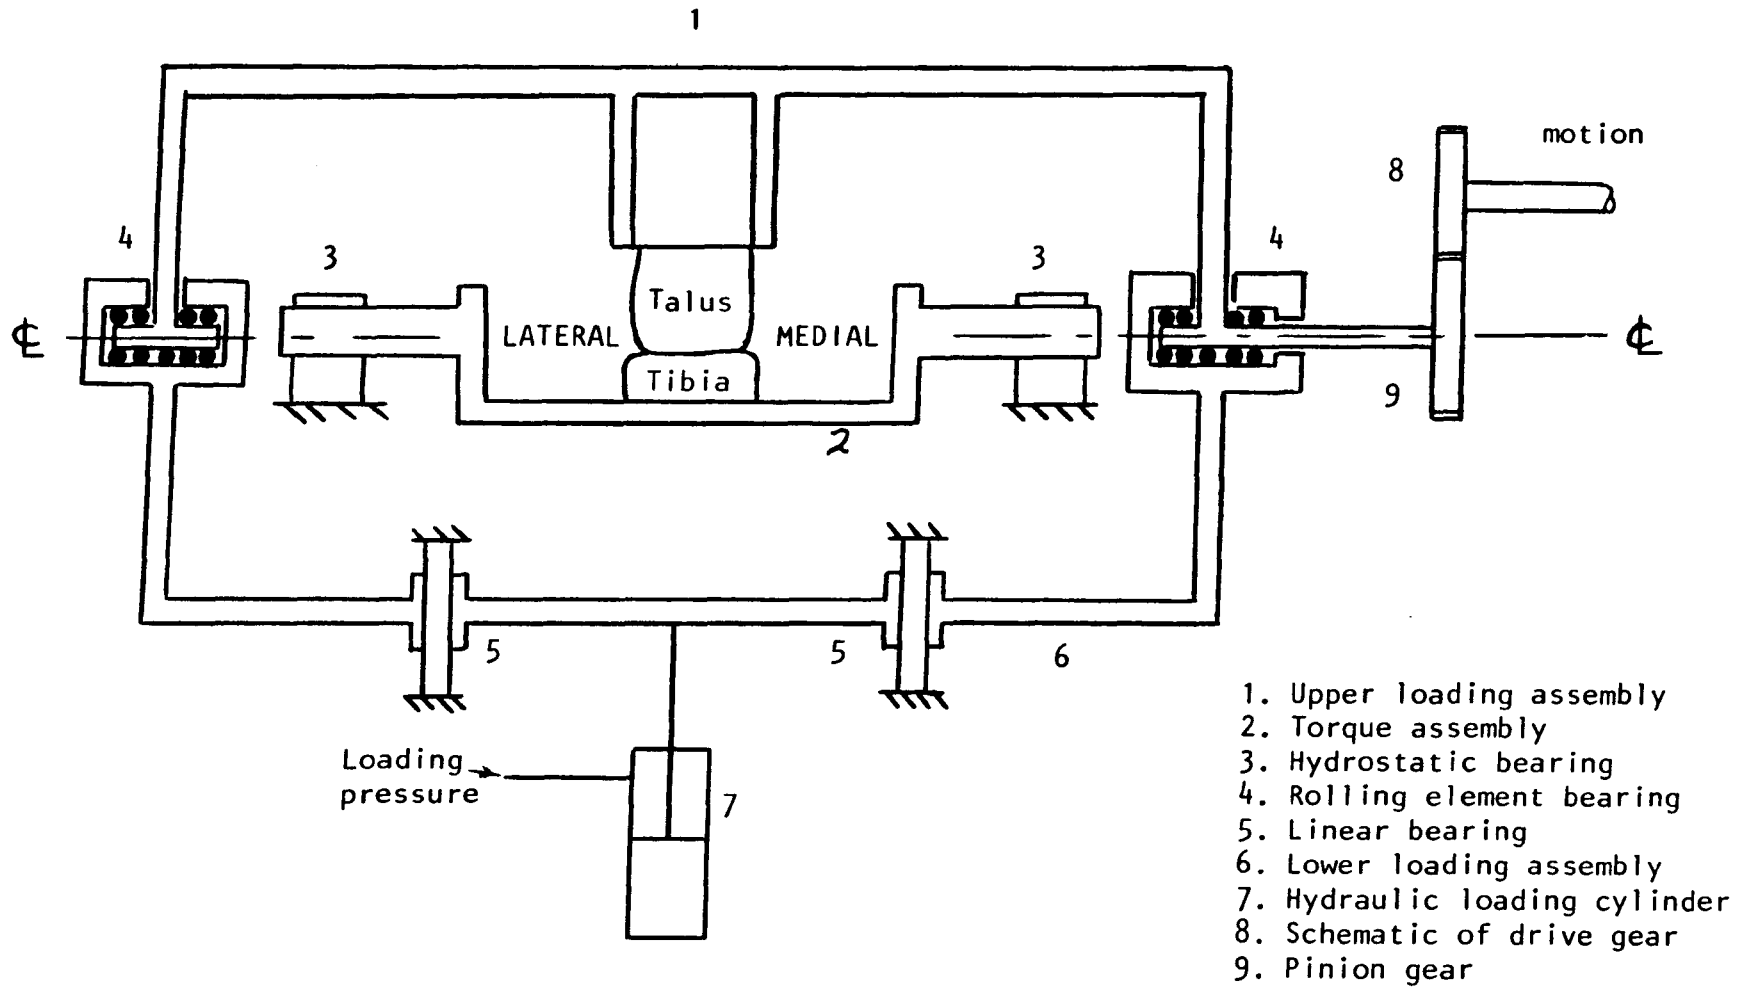 1
motion
8
4
4
3
3
Talus
LATERAL
MEDIAL
℄
℄
Tibia
9
2
5
5
6
Loading
pressure
7
1. Upper loading assembly
2. Torque assembly
3. Hydrostatic bearing
4. Rolling element bearing
5. Linear bearing
6. Lower loading assembly
7. Hydraulic loading cylinder
8. Schematic of drive gear
9. Pinion gear